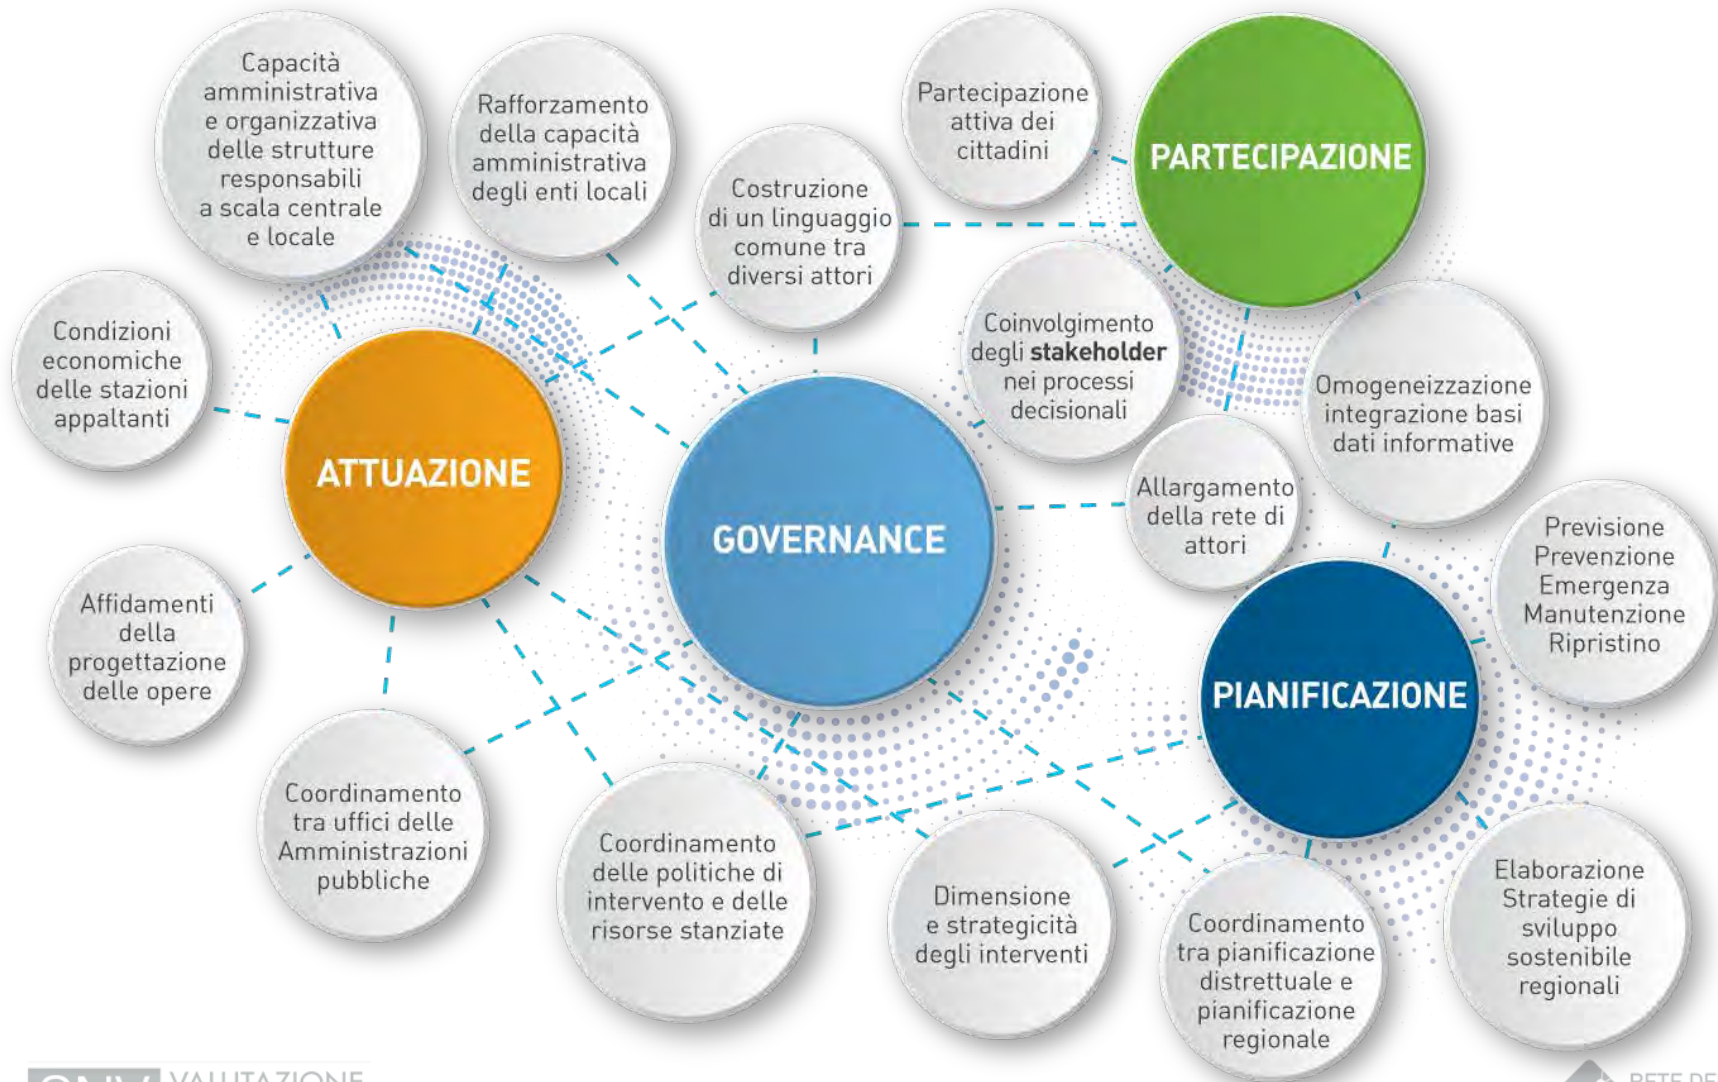 Capacità
amministrativa
e organizzativa
delle strutture
responsabili
a scala centrale
e locale
Rafforzamento
della capacità
amministrativa
degli enti locali
Costruzione
di un linguaggio
comune tra
diversi attori
Partecipazione
attiva dei
cittadini
PARTECIPAZIONE
Condizioni
economiche
delle stazioni
appaltanti
ATTUAZIONE
GOVERNANCE
Coinvolgimento
degli stakeholder
nei processi
decisionali
Omogeneizzazione
integrazione basi
dati informative
Allargamento
della rete di
attori
Previsione
Prevenzione
Emergenza
Manutenzione
Ripristino
Affidamenti
della
progettazione
delle opere
PIANIFICAZIONE
Coordinamento
tra uffici delle
Amministrazioni
pubbliche
Coordinamento
delle politiche di
intervento e delle
risorse stanziate
Dimensione
e strategicità
degli interventi
Coordinamento
tra pianificazione
distrettuale e
pianificazione
regionale
Elaborazione
Strategie di
sviluppo
sostenibile
regionali
VALUTAZIONE
RETE